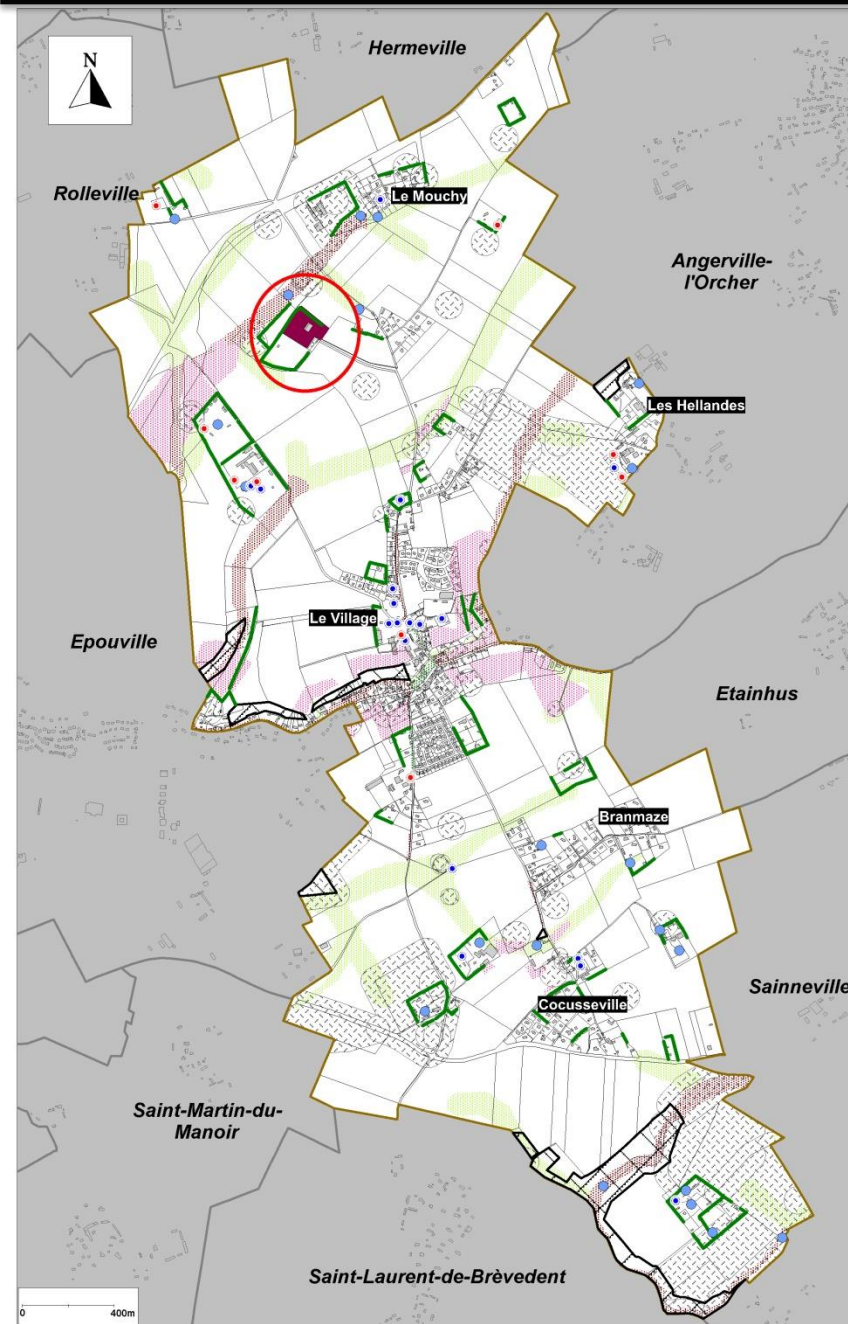 Hermeville
N
Rolleville
Le Mouchy
Angerville-
l'Orcher
Les Hellandes
Epouville
Le Village
Etainhus
Branmaze
Cocusseville
Sainneville
Saint-Martin-du-
Manoir
Saint-Laurent-de-Brèvedent
0 400m